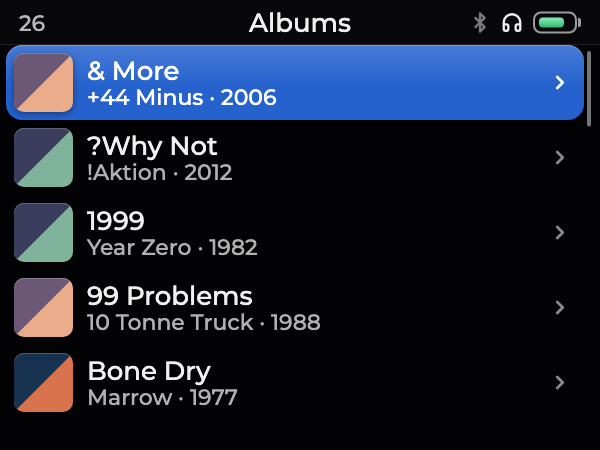 26
Albums
& More
+44 Minus · 2006
?Why Not
!Aktion · 2012
1999
Year Zero · 1982
99 Problems
10 Tonne Truck · 1988
Bone Dry
Marrow · 1977